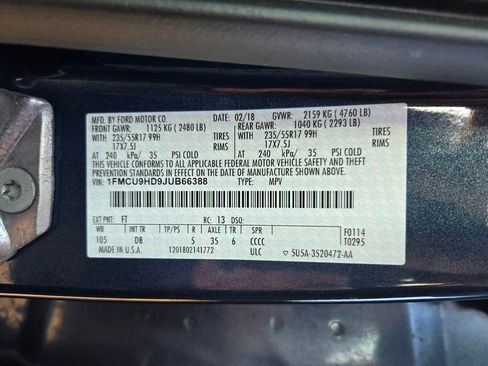 MFD. BY FORD MOTOR CO. DATE: 02/18 GVWR: 2159 KG ( 4760 LB)
FRONT GAWR: 1125 KG ( 2480 LB) REAR GAWR: 1040 KG ( 2293 LB)
WITH 235/55R17 99H TIRES WITH 235/55R17 99H TIRES
17X7.5J RIMS 17X7.5J RIMS
AT 240 kPa/ 35 PSI COLD AT 240 kPa/ 35 PSI COLD
THIS VEHICLE CONFORMS TO ALL APPLICABLE FEDERAL MOTOR VEHICLE SAFETY AND THEFT
PREVENTION STANDARDS IN EFFECT ON THE DATE OF MANUFACTURE SHOWN ABOVE.
VIN: 1FMCU9HD9JUB66388 TYPE: MPV
EXT PNT: FT RC: 13 DSO:
WB INT TR TP/PS R AXLE TR SPR F0114
105 DB 5 35 6 CCCC T0295
MADE IN U.S.A. 1201802141772 ULC ▽ 5U5A-3520472-AA